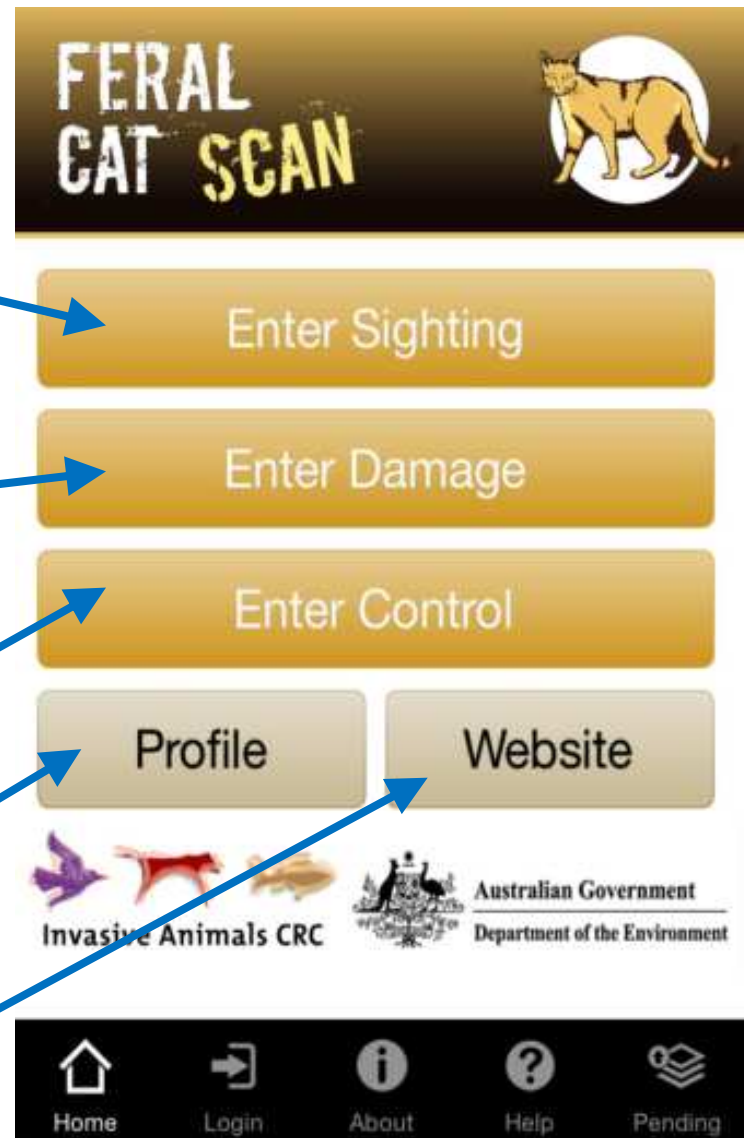 FERAL
CAT SCAN
Enter Sighting
Enter Damage
Enter Control
Profile Website
Invasive Animals CRC
Australian Government
Department of the Environment
Home Login About Help Pending